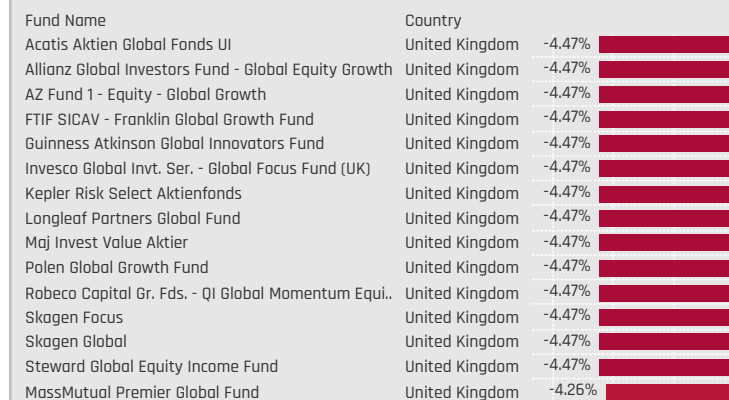 Fund Name Country
Acatis Aktien Global Fonds UI United Kingdom -4.47%
Allianz Global Investors Fund - Global Equity Growth United Kingdom -4.47%
AZ Fund 1 - Equity - Global Growth United Kingdom -4.47%
FTIF SICAV - Franklin Global Growth Fund United Kingdom -4.47%
Guinness Atkinson Global Innovators Fund United Kingdom -4.47%
Invesco Global Invt. Ser. - Global Focus Fund (UK) United Kingdom -4.47%
Kepler Risk Select Aktienfonds United Kingdom -4.47%
Longleaf Partners Global Fund United Kingdom -4.47%
Maj Invest Value Aktier United Kingdom -4.47%
Polen Global Growth Fund United Kingdom -4.47%
Robeco Capital Gr. Fds. - QI Global Momentum Equi.. United Kingdom -4.47%
Skagen Focus United Kingdom -4.47%
Skagen Global United Kingdom -4.47%
Steward Global Equity Income Fund United Kingdom -4.47%
MassMutual Premier Global Fund United Kingdom -4.26%